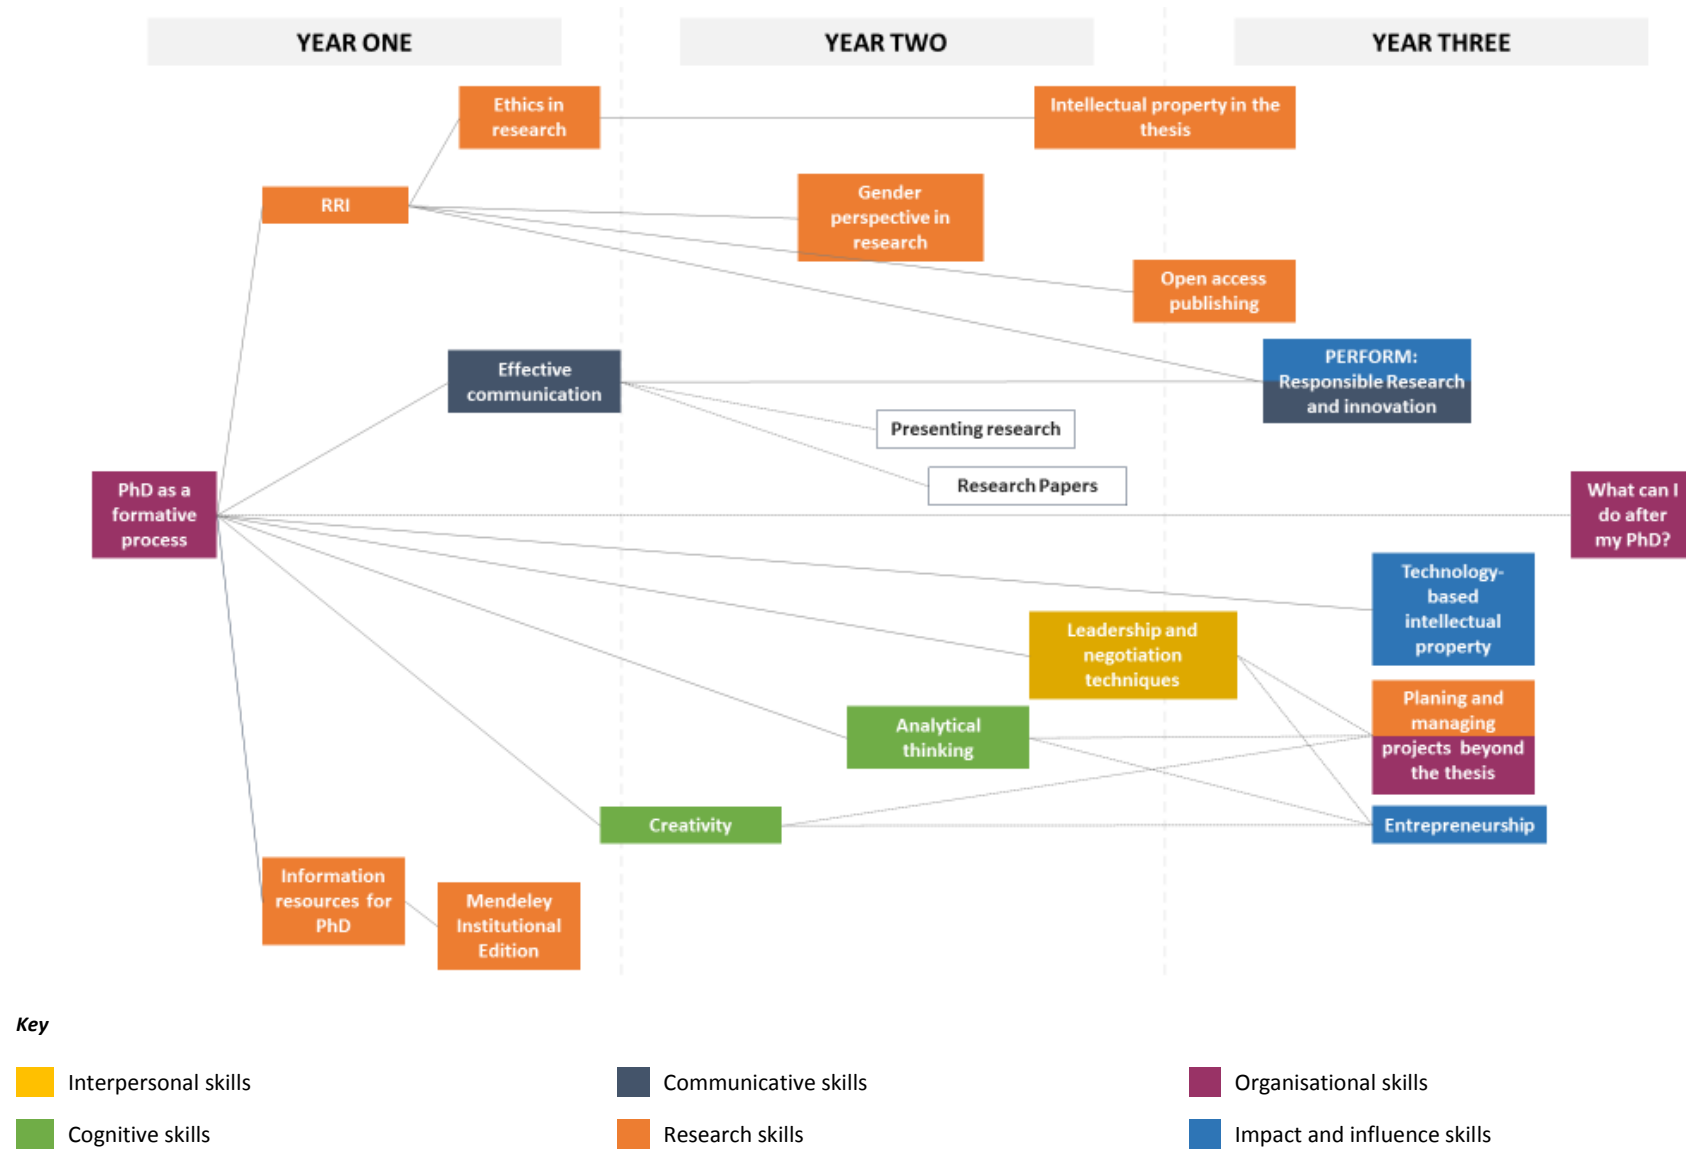 YEAR ONE
YEAR TWO
YEAR THREE
Ethics in
research
Intellectual property in the
thesis
RRI
Gender
perspective in
research
Open access
publishing
Effective
communication
PERFORM:
Responsible Research
and innovation
Presenting research
Research Papers
PhD as a
formative
process
What can I
do after
my PhD?
Technology-
based
intellectual
property
Leadership and
negotiation
techniques
Planing and
managing
projects beyond
the thesis
Analytical
thinking
Creativity
Entrepreneurship
Information
resources for
PhD
Mendeley
Institutional
Edition
Key
Interpersonal skills
Communicative skills
Organisational skills
Cognitive skills
Research skills
Impact and influence skills